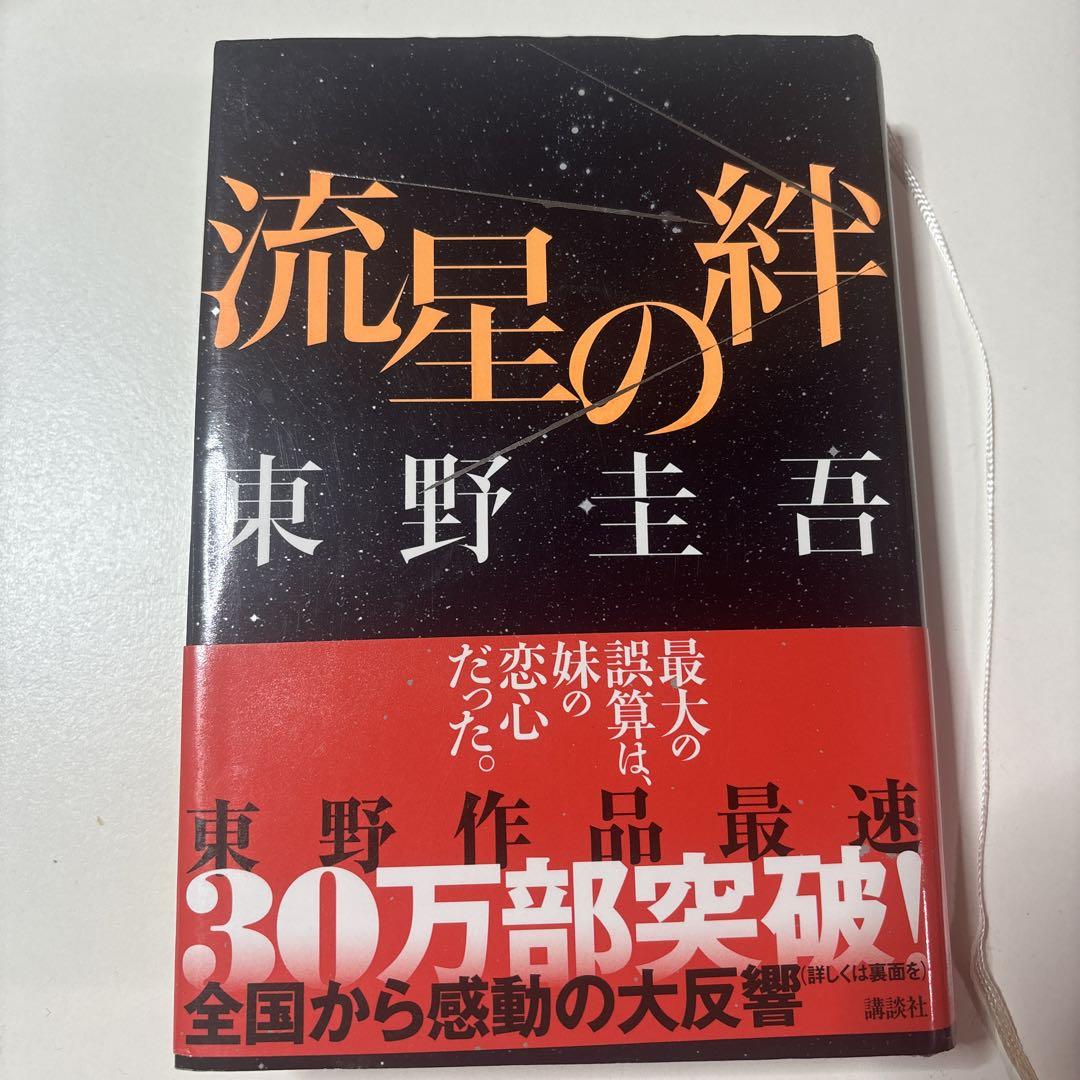 流星の絆
東野圭吾
最大の
誤算は、
妹の
恋心
だった。
東野作品最速
30万部突破!
全国から感動の大反響
(詳しくは裏面を)
講談社